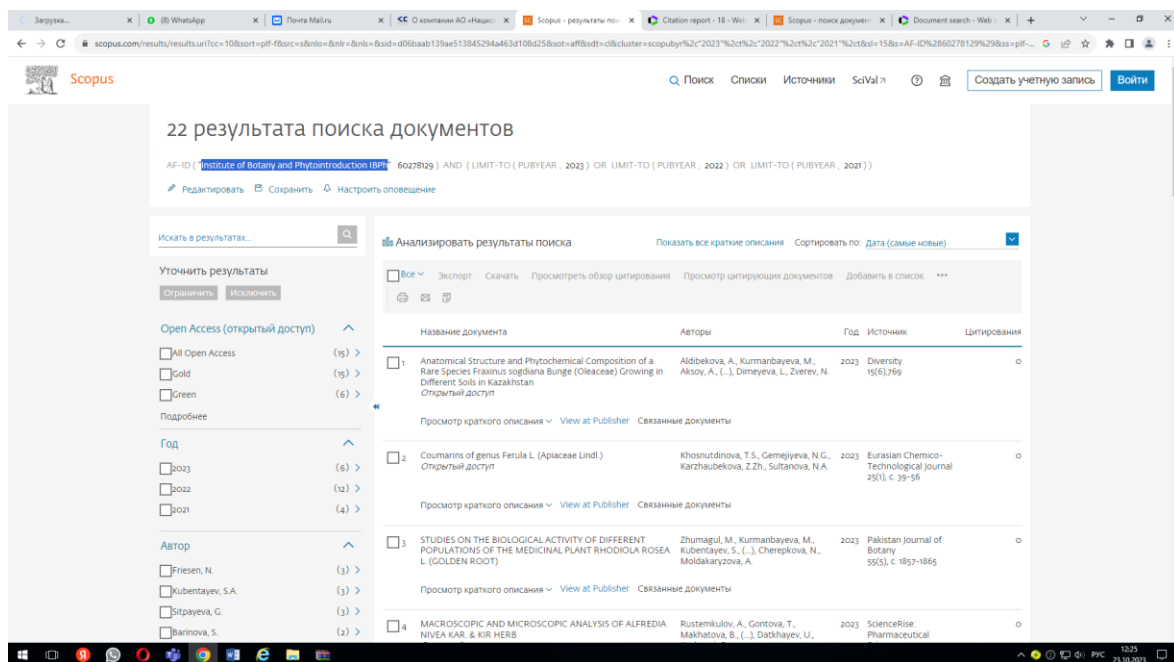 Загрузка...
(8) WhatsApp
Почта Mail.ru
О компании АО «Национ
Scopus - результаты пои
Citation report - 18 - Web
Scopus - поиск документ
Document search - Web
scopus.com/results/results.uri?cc=10&sort=plf-f&src=s&nlo=&nlr=&nls=&sid=d06baab139ae513845294a463d108d25&sot=aff&sdt=cl&cluster=scopubyr%2c"2023"%2ct%2c"2022"%2ct%2c"2021"%2ct&sl=15&s=AF-ID%2860278129%29&ss=plf-...
Scopus
Поиск Списки Источники SciVal
Создать учетную запись
Войти
22 результата поиска документов
AF-ID ( "Institute of Botany and Phytointroduction IBPh" 60278129 ) AND ( LIMIT-TO ( PUBYEAR , 2023 ) OR LIMIT-TO ( PUBYEAR , 2022 ) OR LIMIT-TO ( PUBYEAR , 2021 ) )
Редактировать Сохранить Настроить оповещение
Искать в результатах...
Уточнить результаты
Ограничить Исключить
Open Access (открытый доступ)
All Open Access (15)
Gold (15)
Green (6)
Подробнее
Год
2023 (6)
2022 (12)
2021 (4)
Автор
Friesen, N. (3)
Kubentayev, S.A. (3)
Sitpayeva, G. (3)
Barinova, S. (2)
Анализировать результаты поиска
Показать все краткие описания Сортировать по: Дата (самые новые)
Все Экспорт Скачать Просмотреть обзор цитирования Просмотр цитирующих документов Добавить в список •••
Название документа Авторы Год Источник Цитирования
1 Anatomical Structure and Phytochemical Composition of a Aldibekova, A., Kurmanbayeva, M., 2023 Diversity 0
Rare Species Fraxinus sogdiana Bunge (Oleaceae) Growing in Aksoy, A., (...), Dimeyeva, L., Zverev, N. 15(6),769
Different Soils in Kazakhstan
Открытый доступ
Просмотр краткого описания View at Publisher Связанные документы
2 Coumarins of genus Ferula L. (Apiaceae Lindl.) Khosnutdinova, T.S., Gemejiyeva, N.G., 2023 Eurasian Chemico- 0
Открытый доступ Karzhaubekova, Z.Zh., Sultanova, N.A. Technological Journal
25(1), с. 39-56
Просмотр краткого описания View at Publisher Связанные документы
3 STUDIES ON THE BIOLOGICAL ACTIVITY OF DIFFERENT Zhumagul, M., Kurmanbayeva, M., 2023 Pakistan Journal of 0
POPULATIONS OF THE MEDICINAL PLANT RHODIOLA ROSEA Kubentayev, S., (...), Cherepkova, N., Botany
L. (GOLDEN ROOT) Moldakaryzova, A. 55(5), с. 1857-1865
Просмотр краткого описания View at Publisher Связанные документы
4 MACROSCOPIC AND MICROSCOPIC ANALYSIS OF ALFREDIA Rustemkulov, A., Gontova, T., 2023 ScienceRise: 0
NIVEA KAR. & KIR HERB Makhatova, B., (...), Datkhayev, U., Pharmaceutical
РУС
12:25
23.10.2023